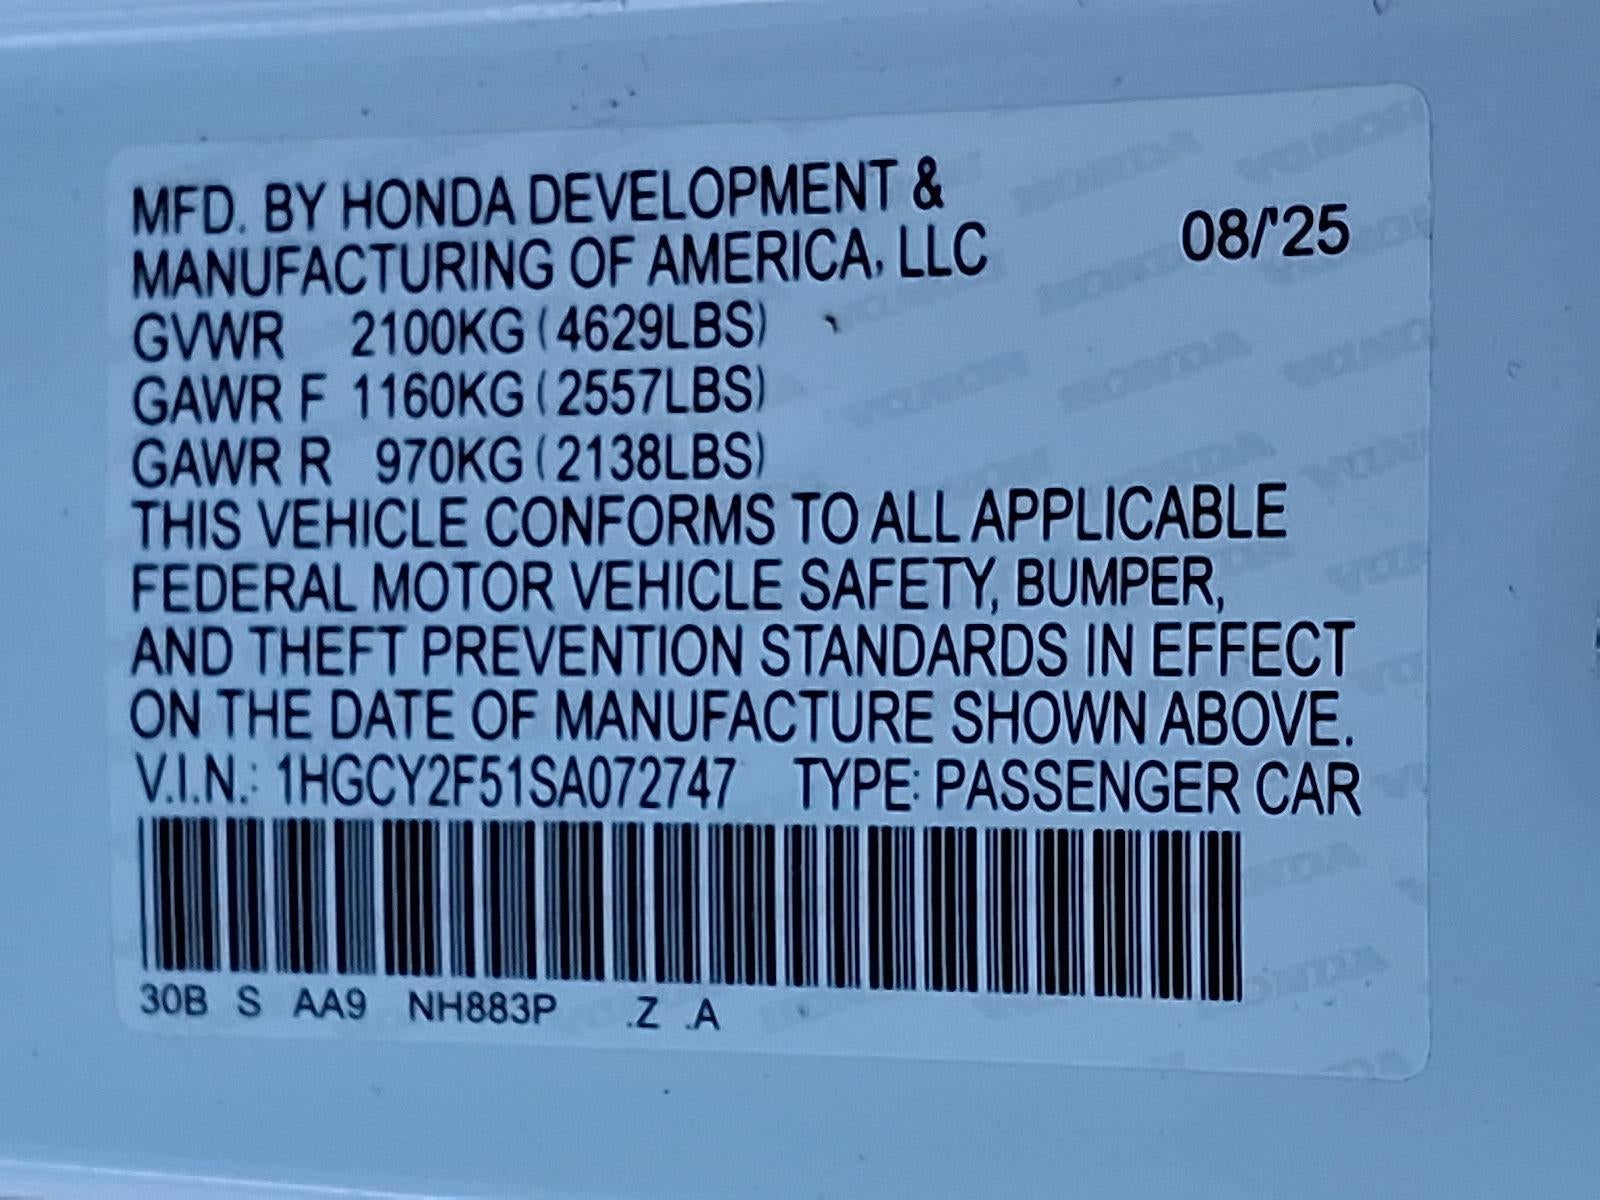 MFD. BY HONDA DEVELOPMENT &
MANUFACTURING OF AMERICA, LLC
08/'25
GVWR 2100KG (4629LBS)
GAWR F 1160KG (2557LBS)
GAWR R 970KG (2138LBS)
THIS VEHICLE CONFORMS TO ALL APPLICABLE
FEDERAL MOTOR VEHICLE SAFETY, BUMPER,
AND THEFT PREVENTION STANDARDS IN EFFECT
ON THE DATE OF MANUFACTURE SHOWN ABOVE.
V.I.N.: 1HGCY2F51SA072747 TYPE: PASSENGER CAR
30B S AA9 NH883P .Z .A